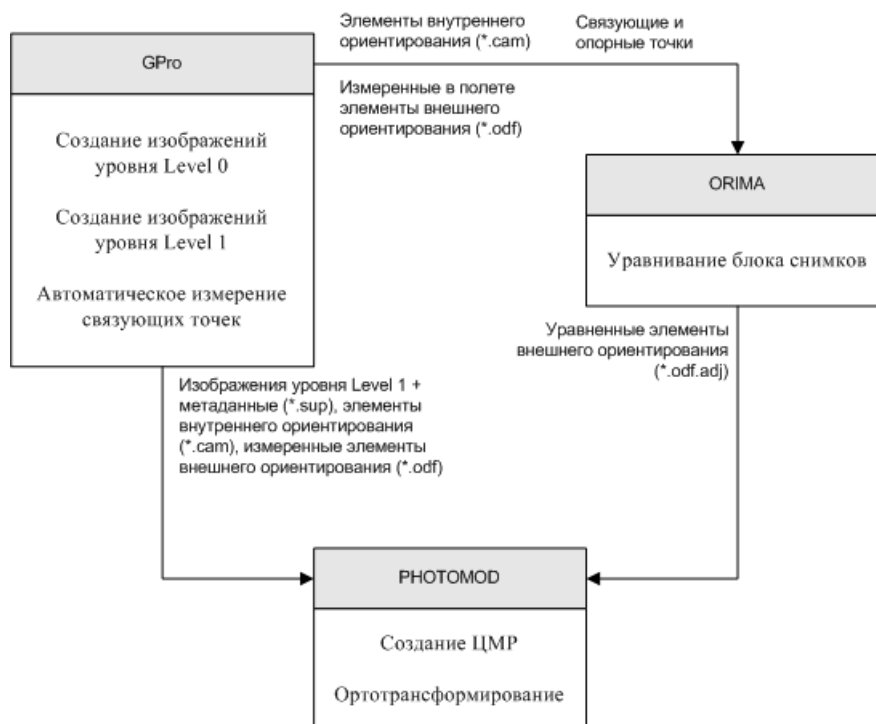 GPro
Создание изображений
уровня Level 0
Создание изображений
уровня Level 1
Автоматическое измерение
связующих точек
Элементы внутреннего
ориентирования (*.cam)
Связующие и
опорные точки
Измеренные в полете
элементы внешнего
ориентирования (*.odf)
ORIMA
Уравнивание блока снимков
Уравненные элементы
внешнего ориентирования
(*.odf.adj)
Изображения уровня Level 1 +
метаданные (*.sup), элементы
внутреннего ориентирования
(*.cam), измеренные элементы
внешнего ориентирования (*.odf)
PHOTOMOD
Создание ЦМР
Ортотрансформирование